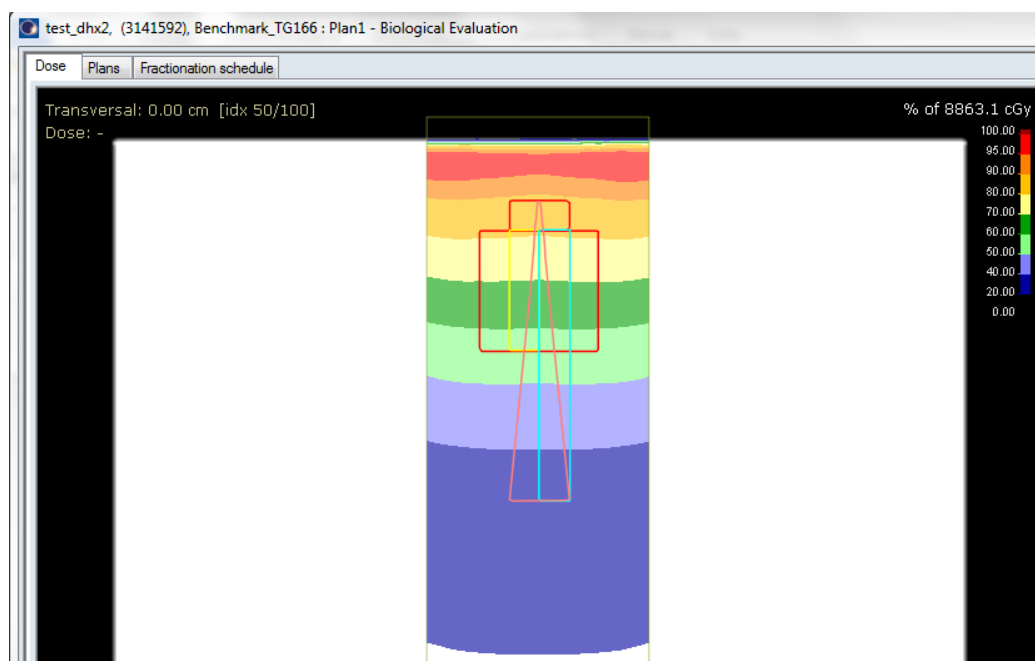 test_dhx2, (3141592), Benchmark_TG166 : Plan1 - Biological Evaluation
Dose Plans Fractionation schedule
Transversal: 0.00 cm [idx 50/100]
Dose: -
% of 8863.1 cGy
100.00
95.00
90.00
80.00
70.00
60.00
50.00
40.00
20.00
0.00